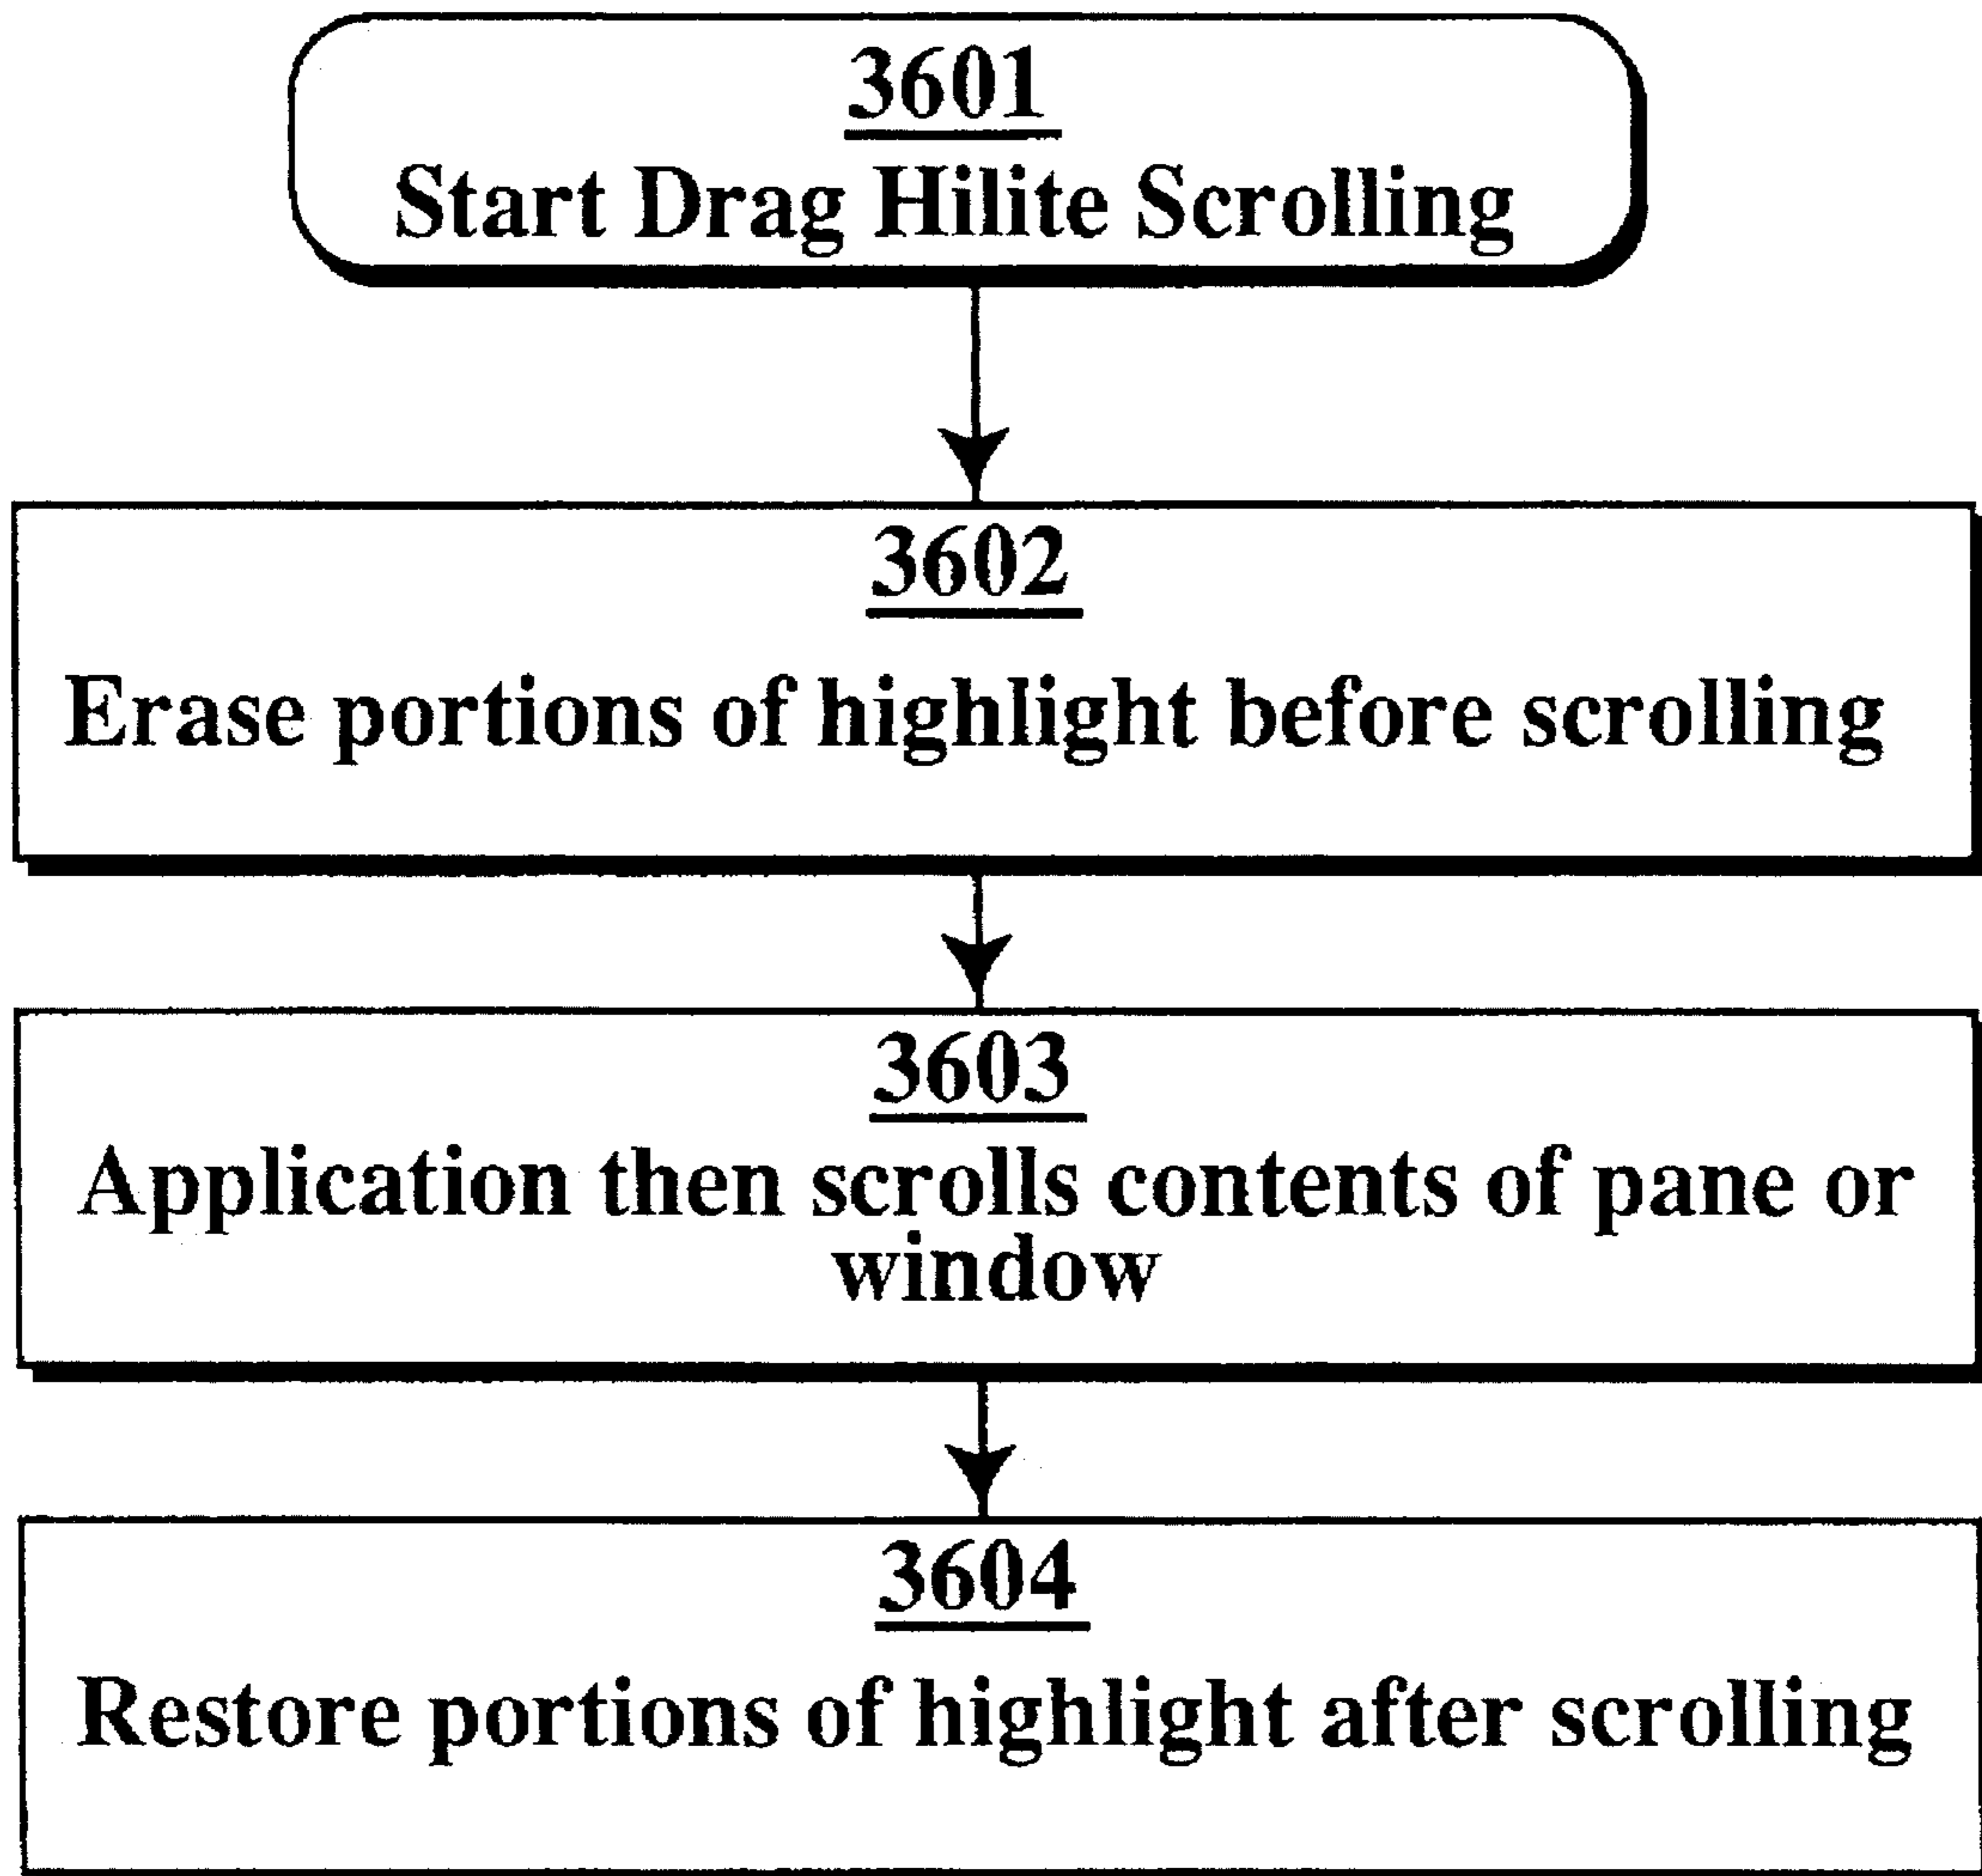 3601
Start Drag Hilite Scrolling
3602
Erase portions of highlight before scrolling
3603
Application then scrolls contents of pane or
window
3604
Restore portions of highlight after scrolling